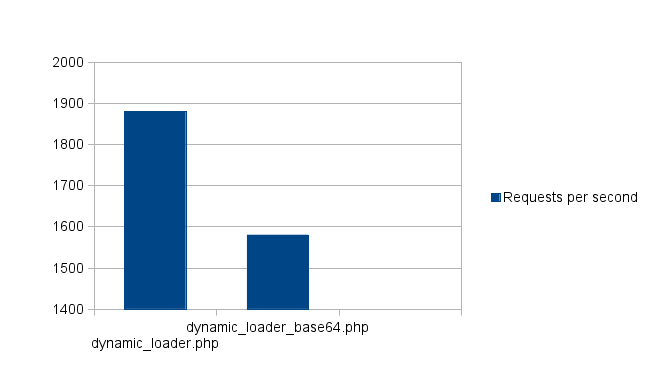 2000
1900
1800
1700
1600
1500
1400
dynamic_loader.php
dynamic_loader_base64.php
Requests per second